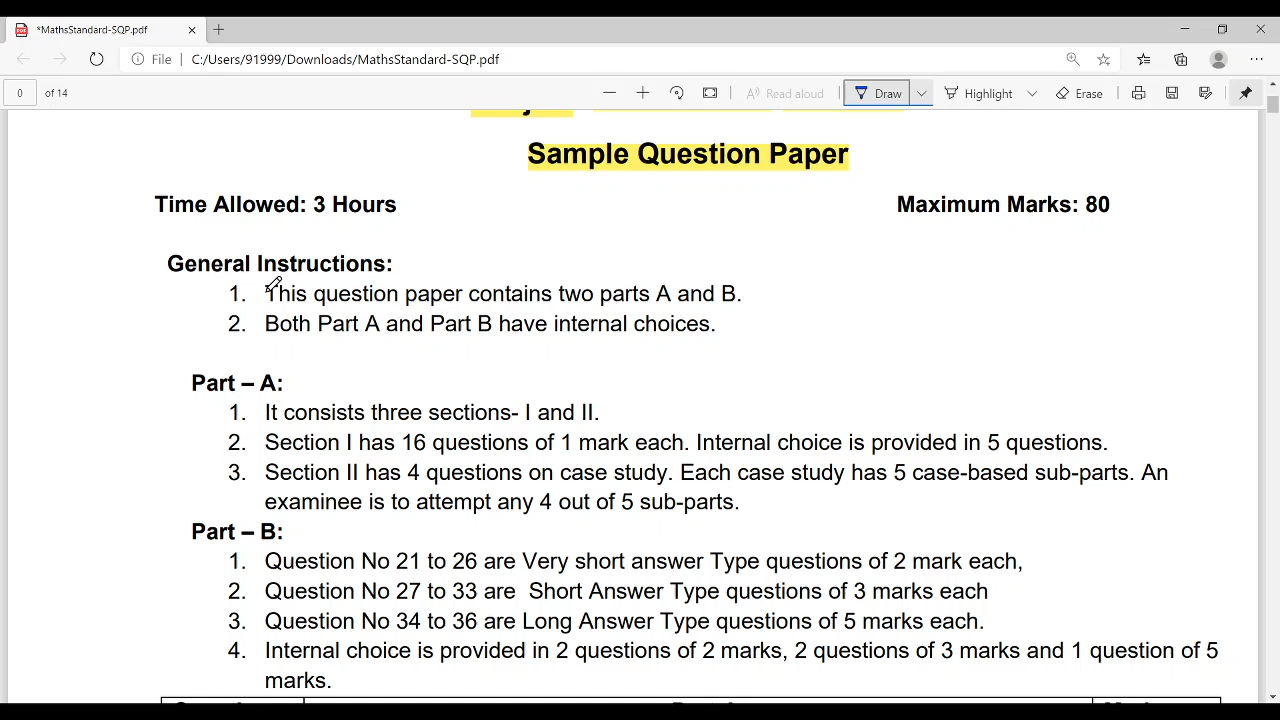 *MathsStandard-SQP.pdf
File | C:/Users/91999/Downloads/MathsStandard-SQP.pdf
0 of 14 Read aloud Draw Highlight Erase
Sample Question Paper
Time Allowed: 3 Hours Maximum Marks: 80
General Instructions:
1. This question paper contains two parts A and B.
2. Both Part A and Part B have internal choices.
Part – A:
1. It consists three sections- I and II.
2. Section I has 16 questions of 1 mark each. Internal choice is provided in 5 questions.
3. Section II has 4 questions on case study. Each case study has 5 case-based sub-parts. An
examinee is to attempt any 4 out of 5 sub-parts.
Part – B:
1. Question No 21 to 26 are Very short answer Type questions of 2 mark each,
2. Question No 27 to 33 are Short Answer Type questions of 3 marks each
3. Question No 34 to 36 are Long Answer Type questions of 5 marks each.
4. Internal choice is provided in 2 questions of 2 marks, 2 questions of 3 marks and 1 question of 5
marks.